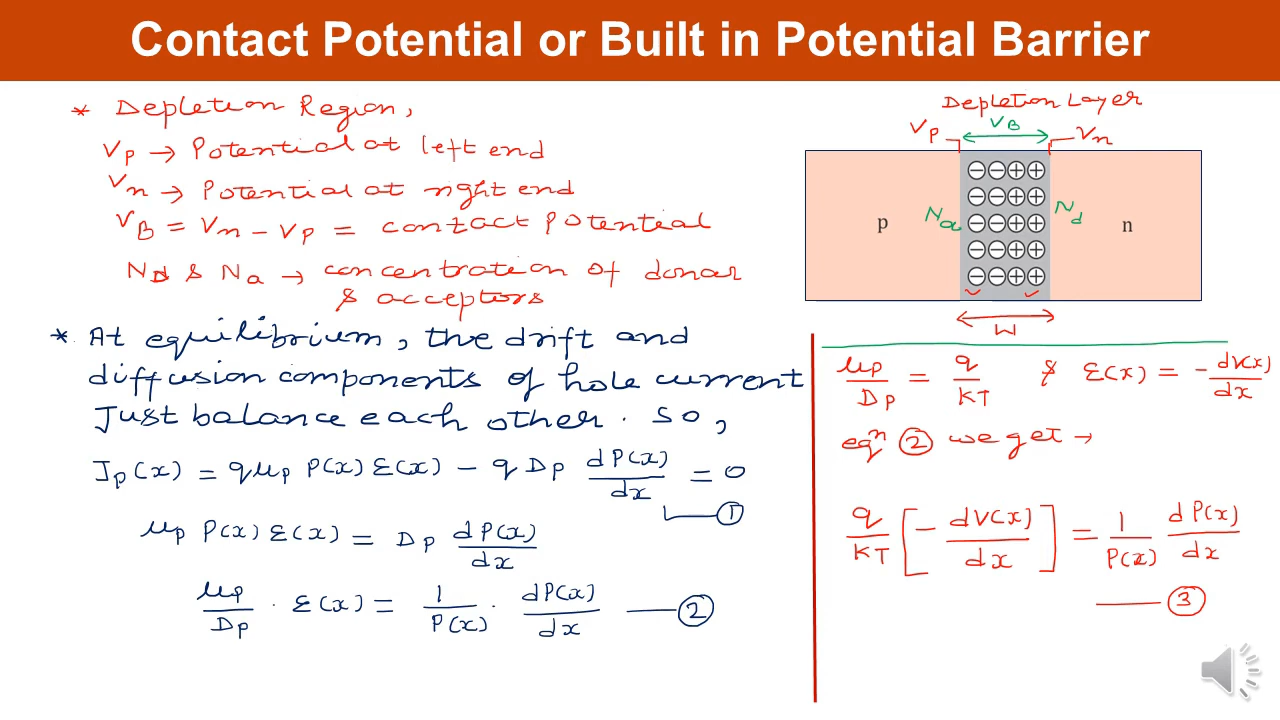 Contact Potential or Built in Potential Barrier
* Depletion Region,
Vp → Potential at left end
Vn → Potential at right end
VB = Vn - Vp = contact potential
Nd & Na → concentration of donar
& acceptors
* At equilibrium, the drift and
diffusion components of hole current
Just balance each other. so,
Jp(x) = qμp P(x) Ɛ(x) - q Dp dP(x)/dx = 0
①
μp P(x) Ɛ(x) = Dp dP(x)/dx
μp/Dp · Ɛ(x) = 1/P(x) · dP(x)/dx — ②
Depletion Layer
Vp VB Vn
p Na Nd n
⊖⊖⊕⊕
⊖⊖⊕⊕
⊖⊖⊕⊕
⊖⊖⊕⊕
⊖⊖⊕⊕
W
μp/Dp = q/KT & Ɛ(x) = -dV(x)/dx
eqⁿ ② we get →
q/KT [- dV(x)/dx] = 1/P(x) dP(x)/dx
— ③